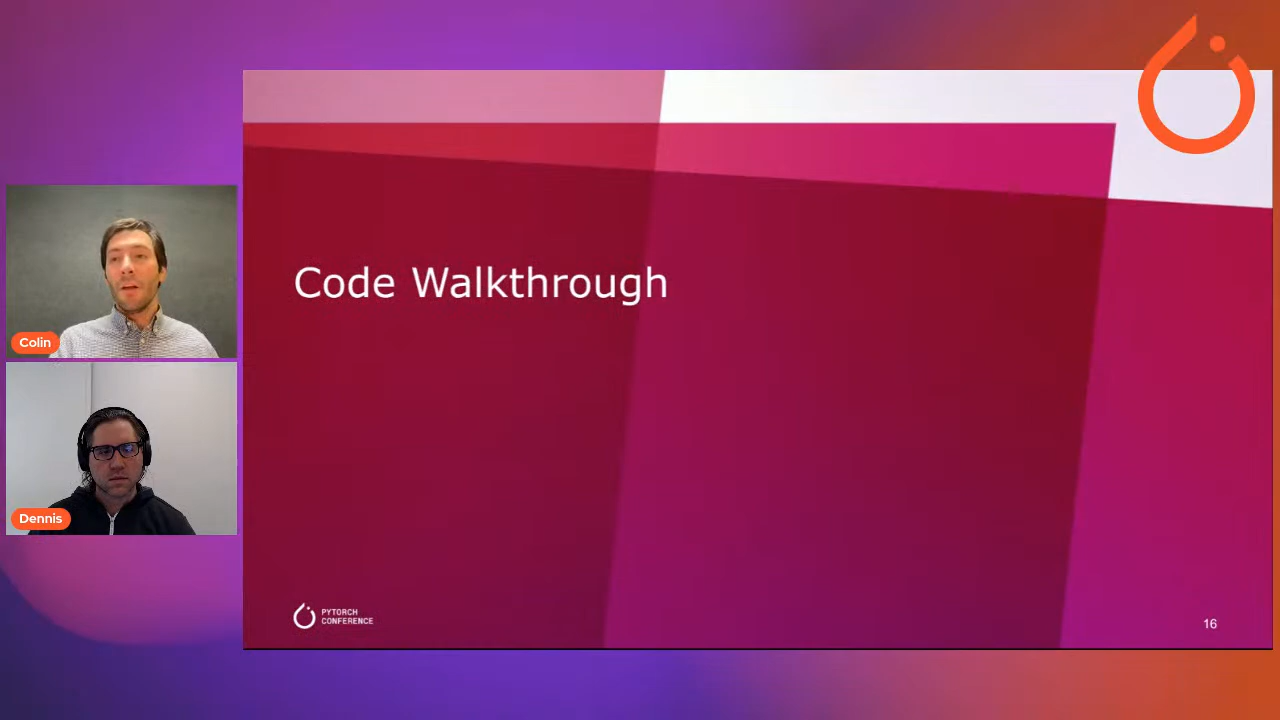 Code Walkthrough
Colin
Dennis
PYTORCH
CONFERENCE
16